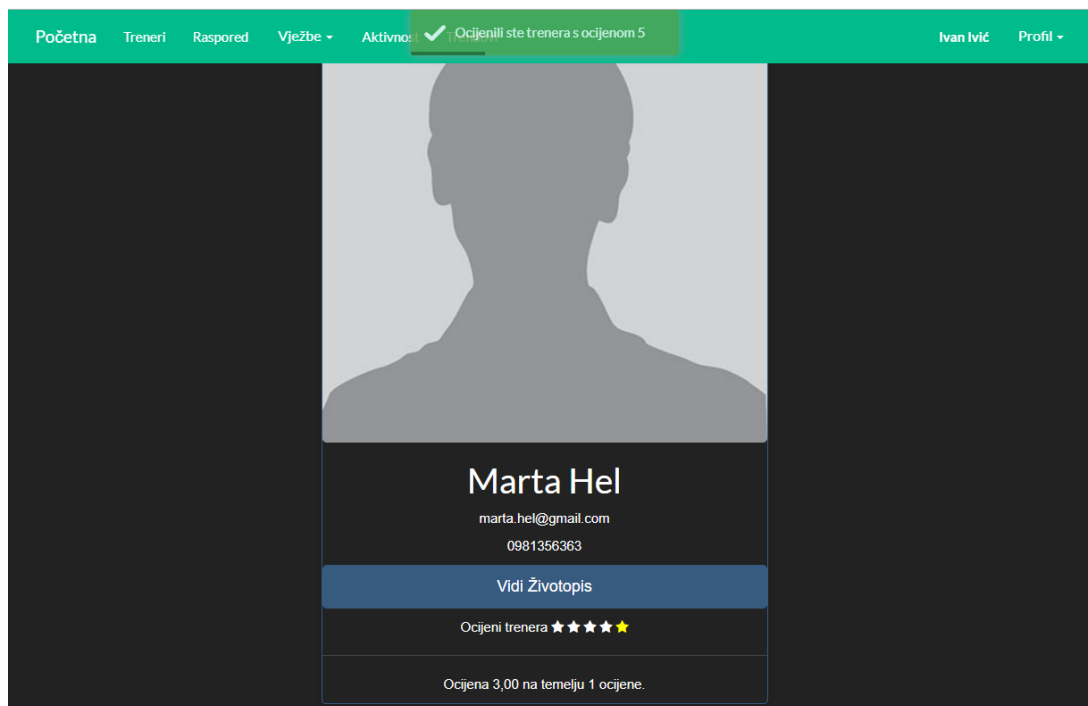 Početna Treneri Raspored Vježbe Aktivnost Ivan Ivić Profil
Ocijenili ste trenera s ocijenom 5
Marta Hel
marta.hel@gmail.com
0981356363
Vidi Životopis
Ocijeni trenera
Ocijena 3,00 na temelju 1 ocijene.